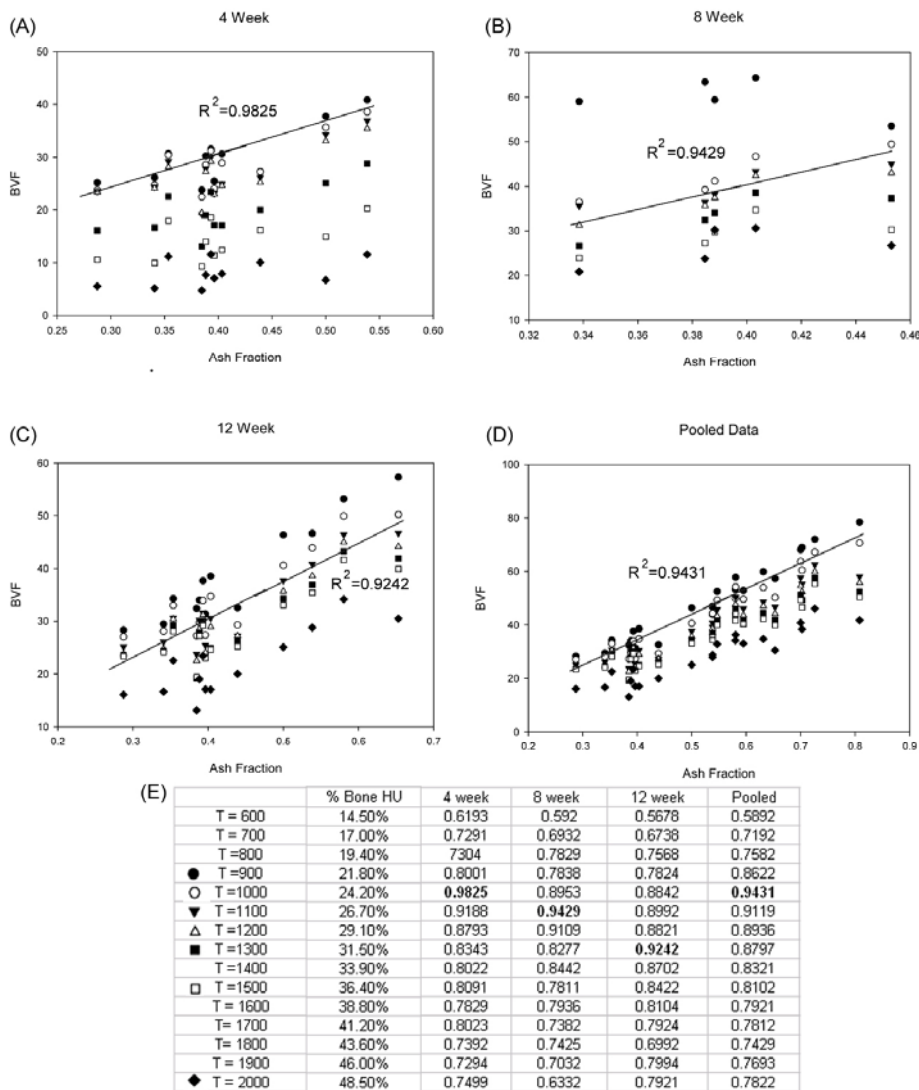 (A)
4 Week
50
40
30
20
10
0
BVF
R²=0.9825
0.25 0.30 0.35 0.40 0.45 0.50 0.55 0.60
Ash Fraction
(B)
8 Week
70
60
50
40
30
20
10
BVF
R²=0.9429
0.32 0.34 0.36 0.38 0.40 0.42 0.44 0.46
Ash Fraction
(C)
12 Week
60
50
40
30
20
10
BVF
R²=0.9242
0.2 0.3 0.4 0.5 0.6 0.7
Ash Fraction
(D)
Pooled Data
100
80
60
40
20
0
BVF
R²=0.9431
0.2 0.3 0.4 0.5 0.6 0.7 0.8 0.9
Ash Fraction
(E)
% Bone HU 4 week 8 week 12 week Pooled
T = 600 14.50% 0.6193 0.592 0.5678 0.5892
T = 700 17.00% 0.7291 0.6932 0.6738 0.7192
T =800 19.40% 7304 0.7829 0.7568 0.7582
T =900 21.80% 0.8001 0.7838 0.7824 0.8622
T =1000 24.20% 0.9825 0.8953 0.8842 0.9431
T =1100 26.70% 0.9188 0.9429 0.8992 0.9119
T =1200 29.10% 0.8793 0.9109 0.8821 0.8936
T =1300 31.50% 0.8343 0.8277 0.9242 0.8797
T =1400 33.90% 0.8022 0.8442 0.8702 0.8321
T =1500 36.40% 0.8091 0.7811 0.8422 0.8102
T = 1600 38.80% 0.7829 0.7936 0.8104 0.7921
T= 1700 41.20% 0.8023 0.7382 0.7924 0.7812
T= 1800 43.60% 0.7392 0.7425 0.6992 0.7429
T = 1900 46.00% 0.7294 0.7032 0.7994 0.7693
T = 2000 48.50% 0.7499 0.6332 0.7921 0.7822